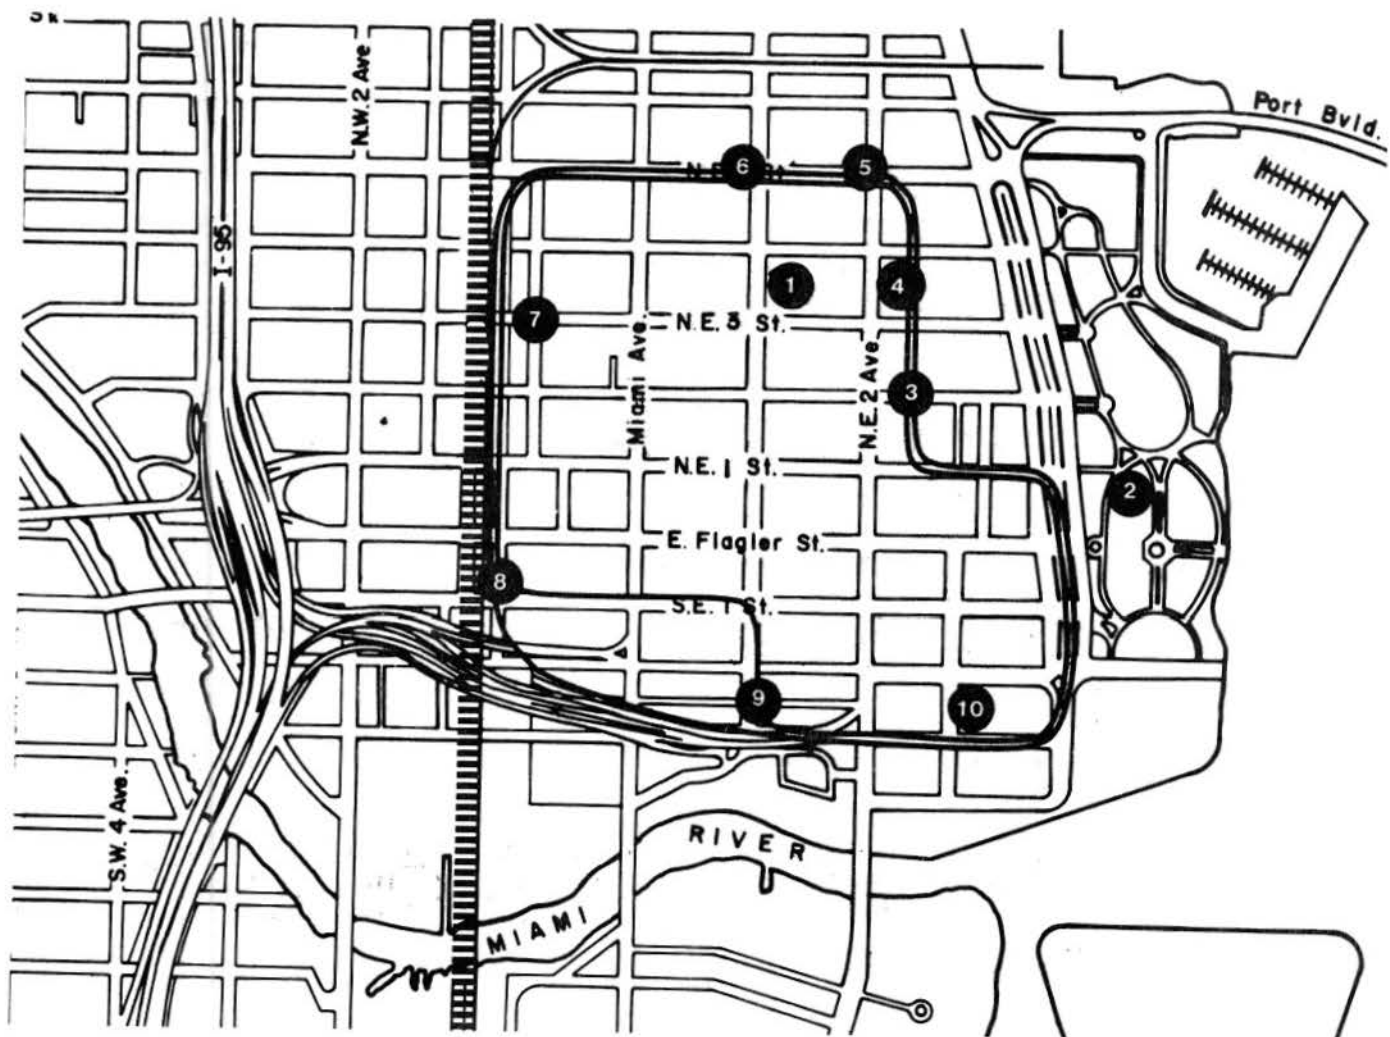 Port Bvld.
N.W. 2 Ave
6
5
I-95
1
4
7
N.E. 3 St.
Miami Ave.
N.E. 2 Ave
3
N.E. 1 St.
2
E. Flagler St.
8
S.E. 1 St.
9
10
S.W. 4 Ave.
RIVER
MIAMI